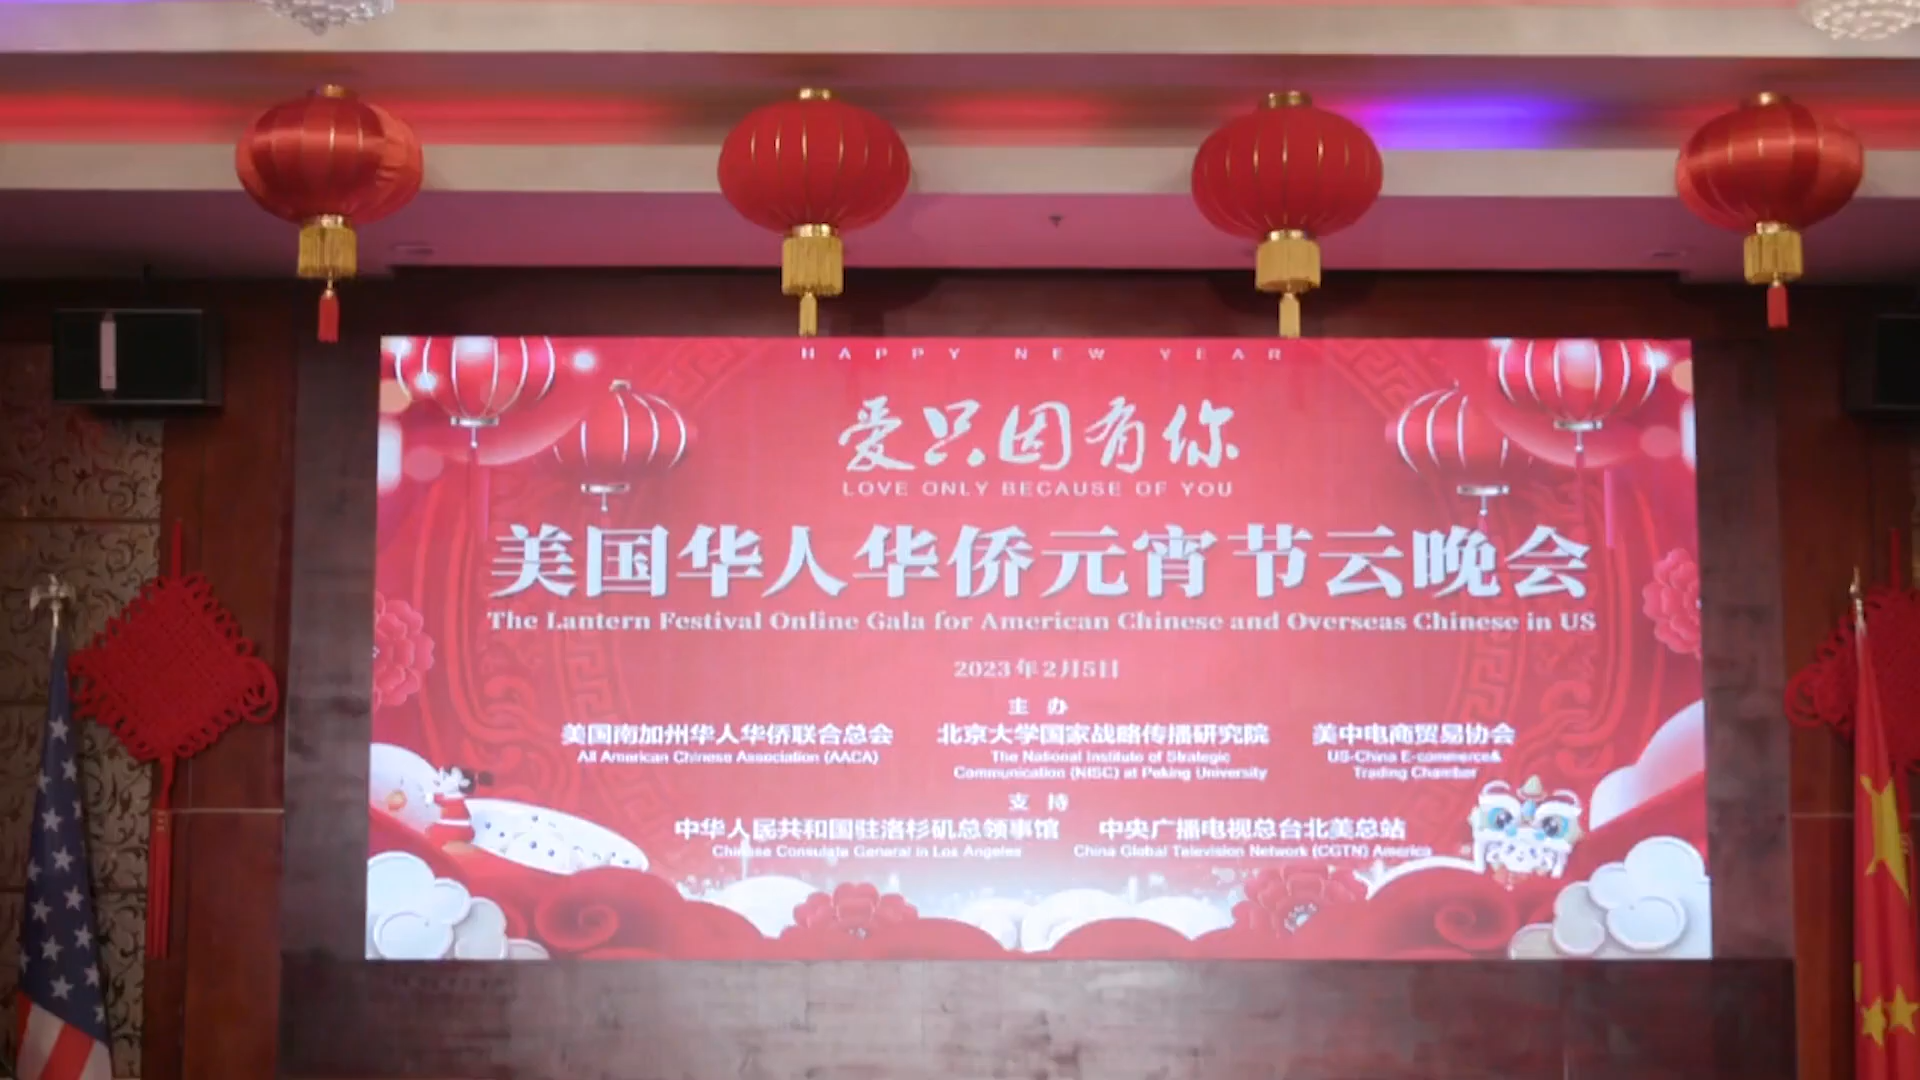 HAPPY NEW YEAR
爱只因有你
LOVE ONLY BECAUSE OF YOU
美国华人华侨元宵节云晚会
The Lantern Festival Online Gala for American Chinese and Overseas Chinese in US
2023年2月5日
主 办
美国南加州华人华侨联合总会 北京大学国家战略传播研究院 美中电商贸易协会
All American Chinese Association (AACA) The National Institute of Strategic US-China E-commerce&
Communication (NISC) at Peking University Trading Chamber
支 持
中华人民共和国驻洛杉矶总领事馆 中央广播电视总台北美总站
Chinese Consulate General in Los Angeles China Global Television Network (CGTN) America